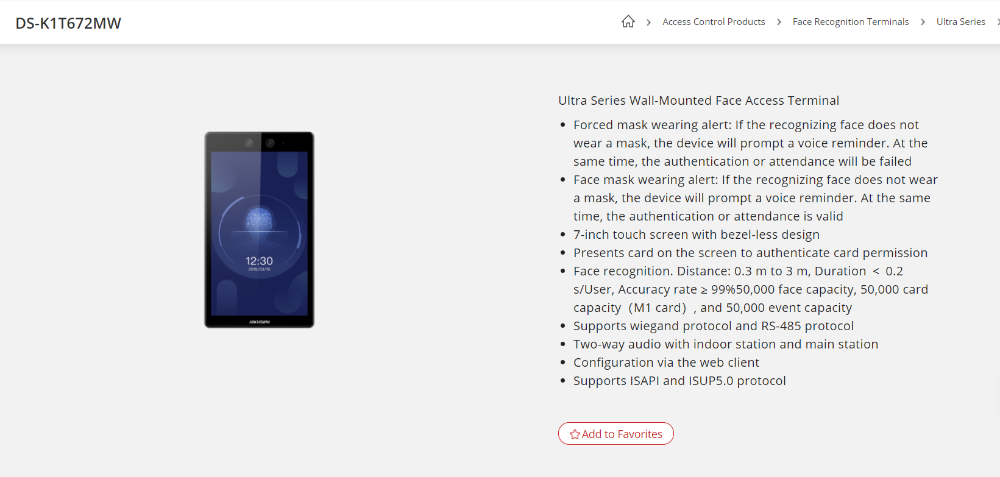 DS-K1T672MW
Access Control Products
Face Recognition Terminals
Ultra Series
12:30
2018/03/19
HIKVISION
Ultra Series Wall-Mounted Face Access Terminal
Forced mask wearing alert: If the recognizing face does not
wear a mask, the device will prompt a voice reminder. At the
same time, the authentication or attendance will be failed
Face mask wearing alert: If the recognizing face does not wear
a mask, the device will prompt a voice reminder. At the same
time, the authentication or attendance is valid
7-inch touch screen with bezel-less design
Presents card on the screen to authenticate card permission
Face recognition. Distance: 0.3 m to 3 m, Duration ＜ 0.2
s/User, Accuracy rate ≥ 99%50,000 face capacity, 50,000 card
capacity（M1 card）, and 50,000 event capacity
Supports wiegand protocol and RS-485 protocol
Two-way audio with indoor station and main station
Configuration via the web client
Supports ISAPI and ISUP5.0 protocol
Add to Favorites